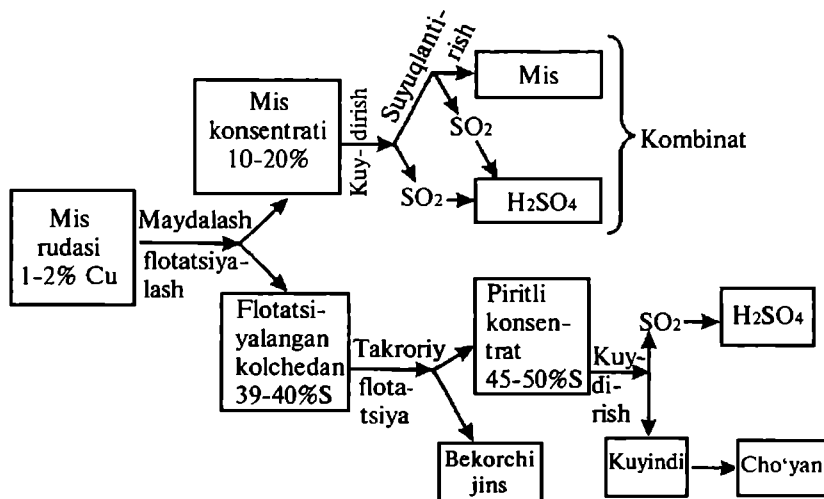 Mis
rudasi
1-2% Cu
Maydalash
flotatsiya-
lash
Mis
konsentrati
10-20%
Kuy-
dirish
Suyuqlanti-
rish
Mis
SO2
SO2
H2SO4
Kombinat
Flotatsi-
yalangan
kolchedan
39-40%S
Takroriy
flota-
tsiya
Piritli
konsen-
trat
45-50%S
Bekorchi
jins
Kuy-
di-
rish
SO2
H2SO4
Kuyindi
Cho‘yan